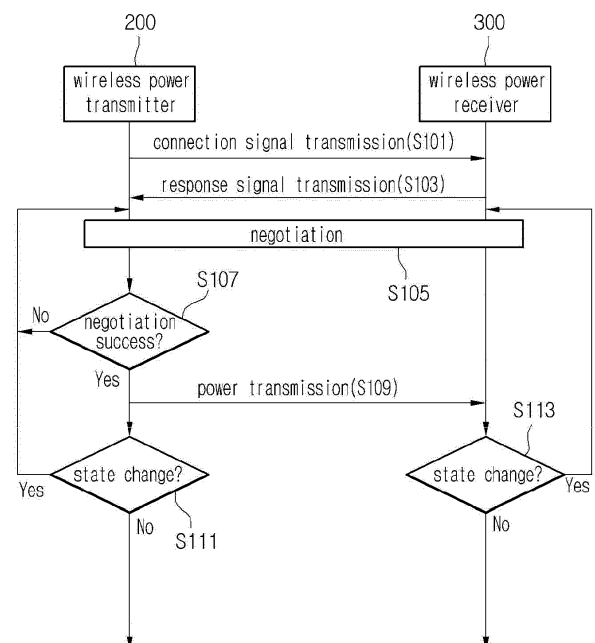 200
300
wireless power
transmitter
wireless power
receiver
connection signal transmission(S101)
response signal transmission(S103)
negotiation
S105
S107
No
negotiation
success?
Yes
power transmission(S109)
S113
state change?
Yes
No
S111
state change?
Yes
No